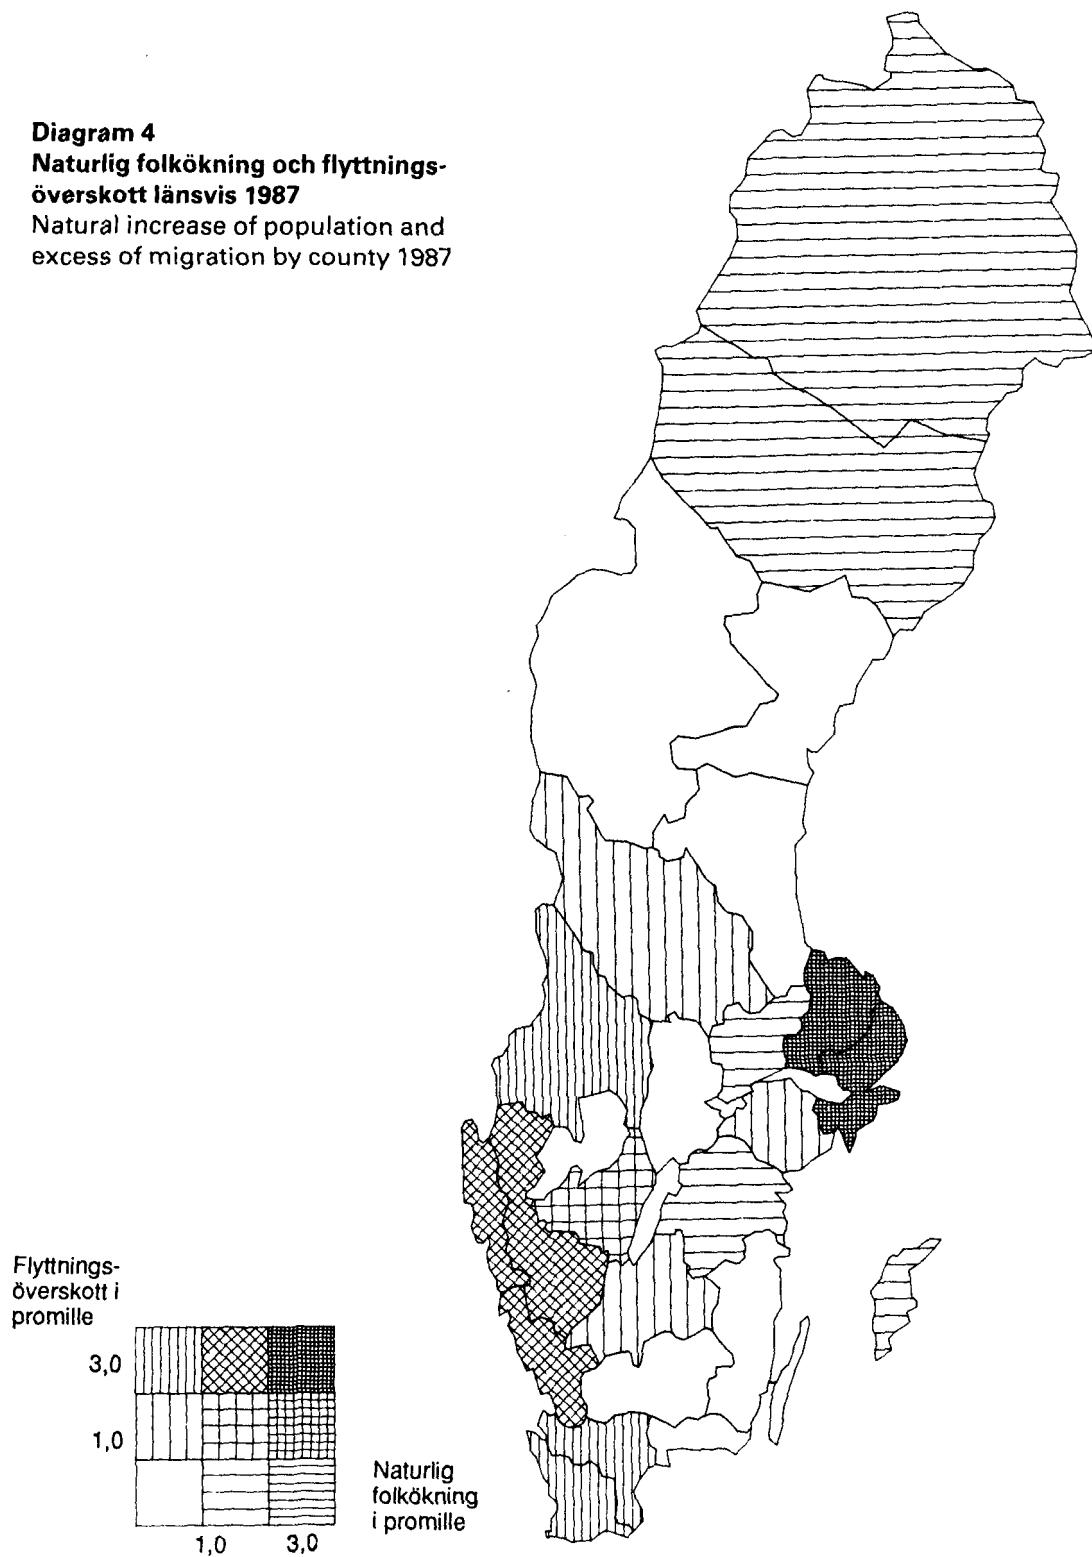 Diagram 4
Naturlig folkökning och flyttnings-
överskott länsvis 1987
Natural increase of population and
excess of migration by county 1987
Flyttnings-
överskott i
promille
3,0
1,0
Naturlig
folkökning
i promille
1,0 3,0